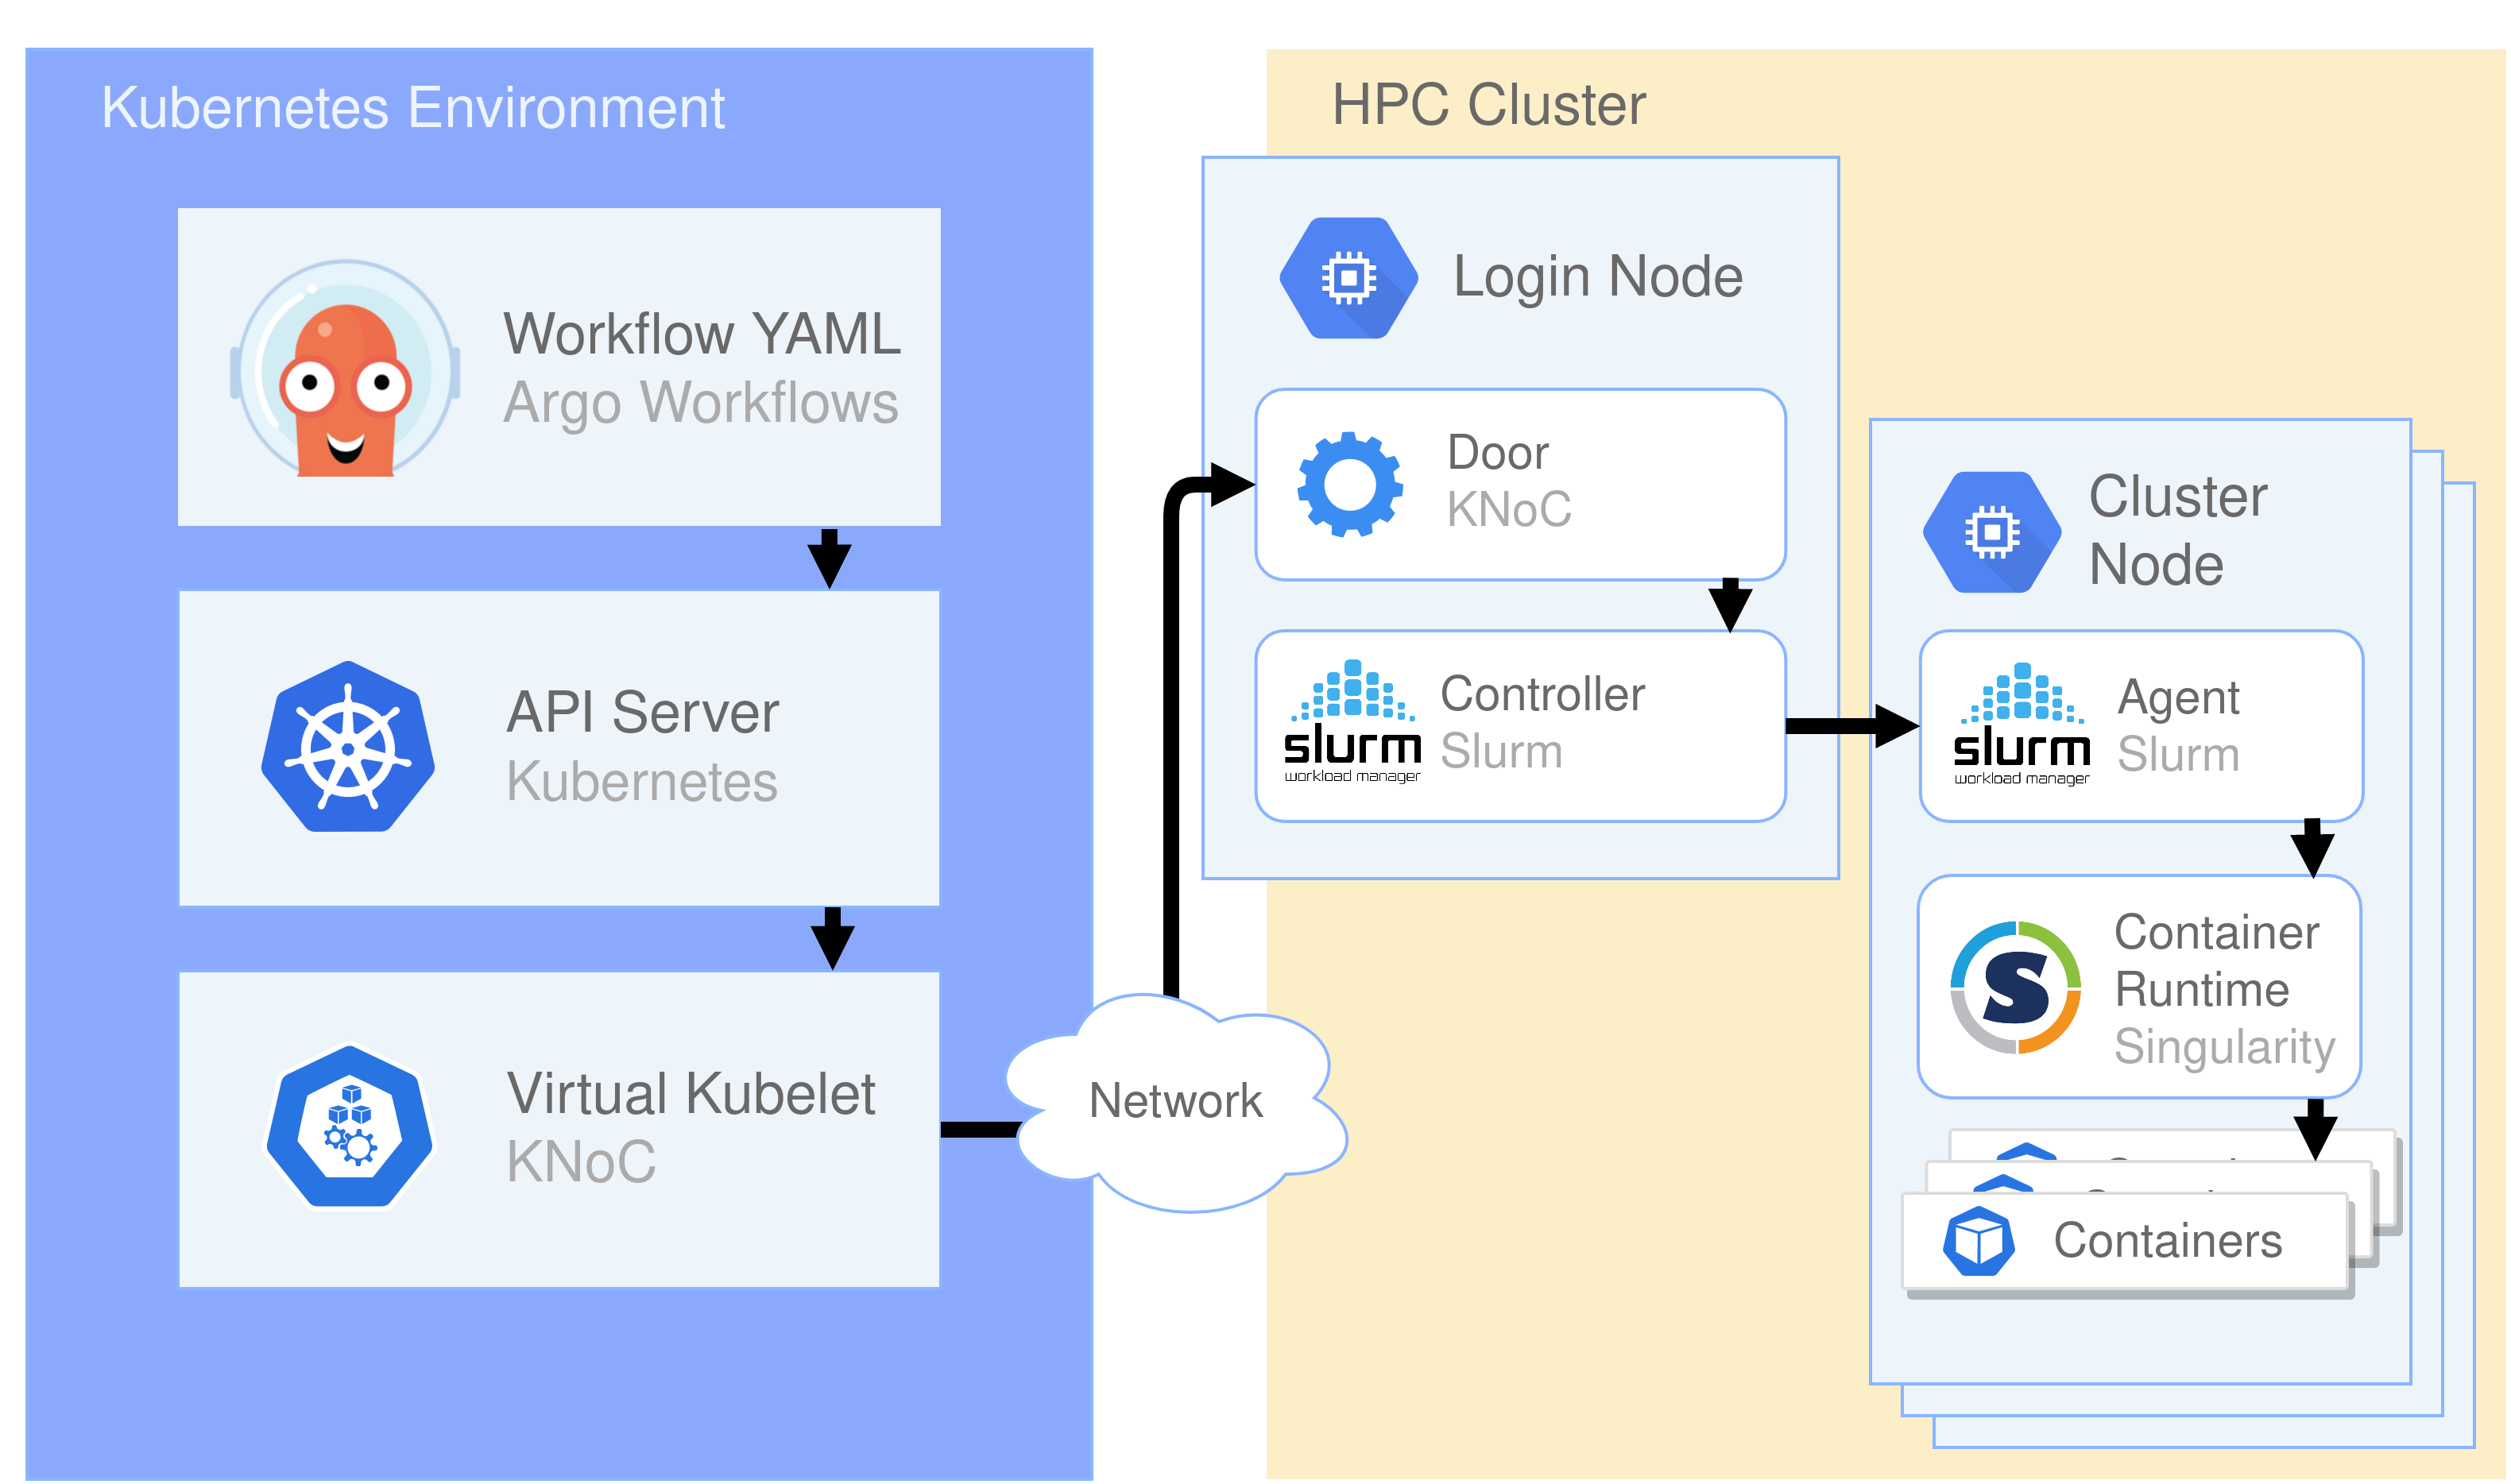 Kubernetes Environment
Workflow YAML
Argo Workflows
API Server
Kubernetes
Virtual Kubelet
KNoC
Network
HPC Cluster
Login Node
Door
KNoC
slurm
workload manager
Controller
Slurm
Cluster
Node
slurm
workload manager
Agent
Slurm
S
Container
Runtime
Singularity
Containers